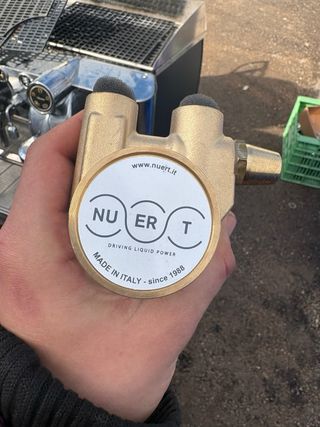 www.nuert.it
NU ER T
DRIVING LIQUID POWER
MADE IN ITALY - since 1988